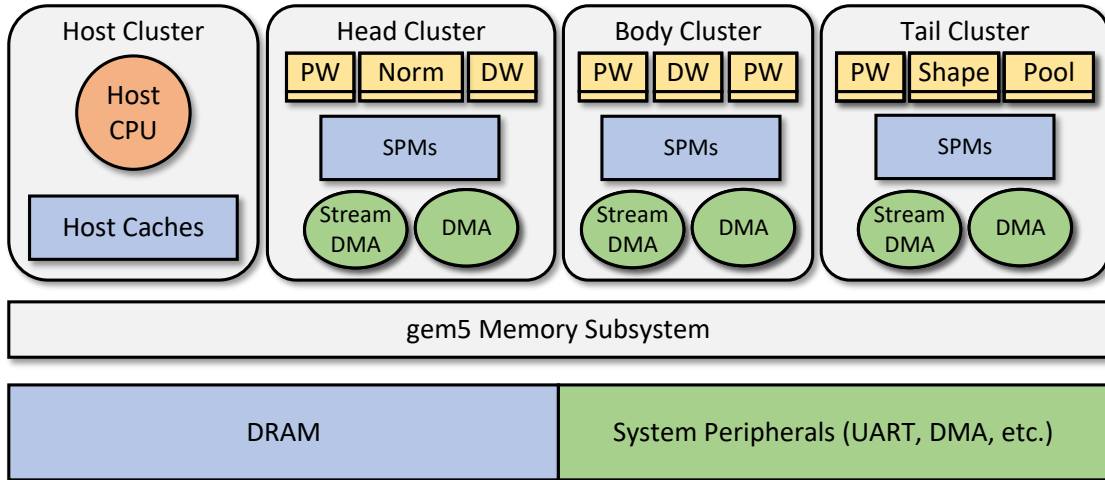 Host Cluster
Host
CPU
Host Caches
Head Cluster
PW
Norm
DW
SPMs
Stream
DMA
DMA
Body Cluster
PW
DW
PW
SPMs
Stream
DMA
DMA
Tail Cluster
PW
Shape
Pool
SPMs
Stream
DMA
DMA
gem5 Memory Subsystem
DRAM
System Peripherals (UART, DMA, etc.)